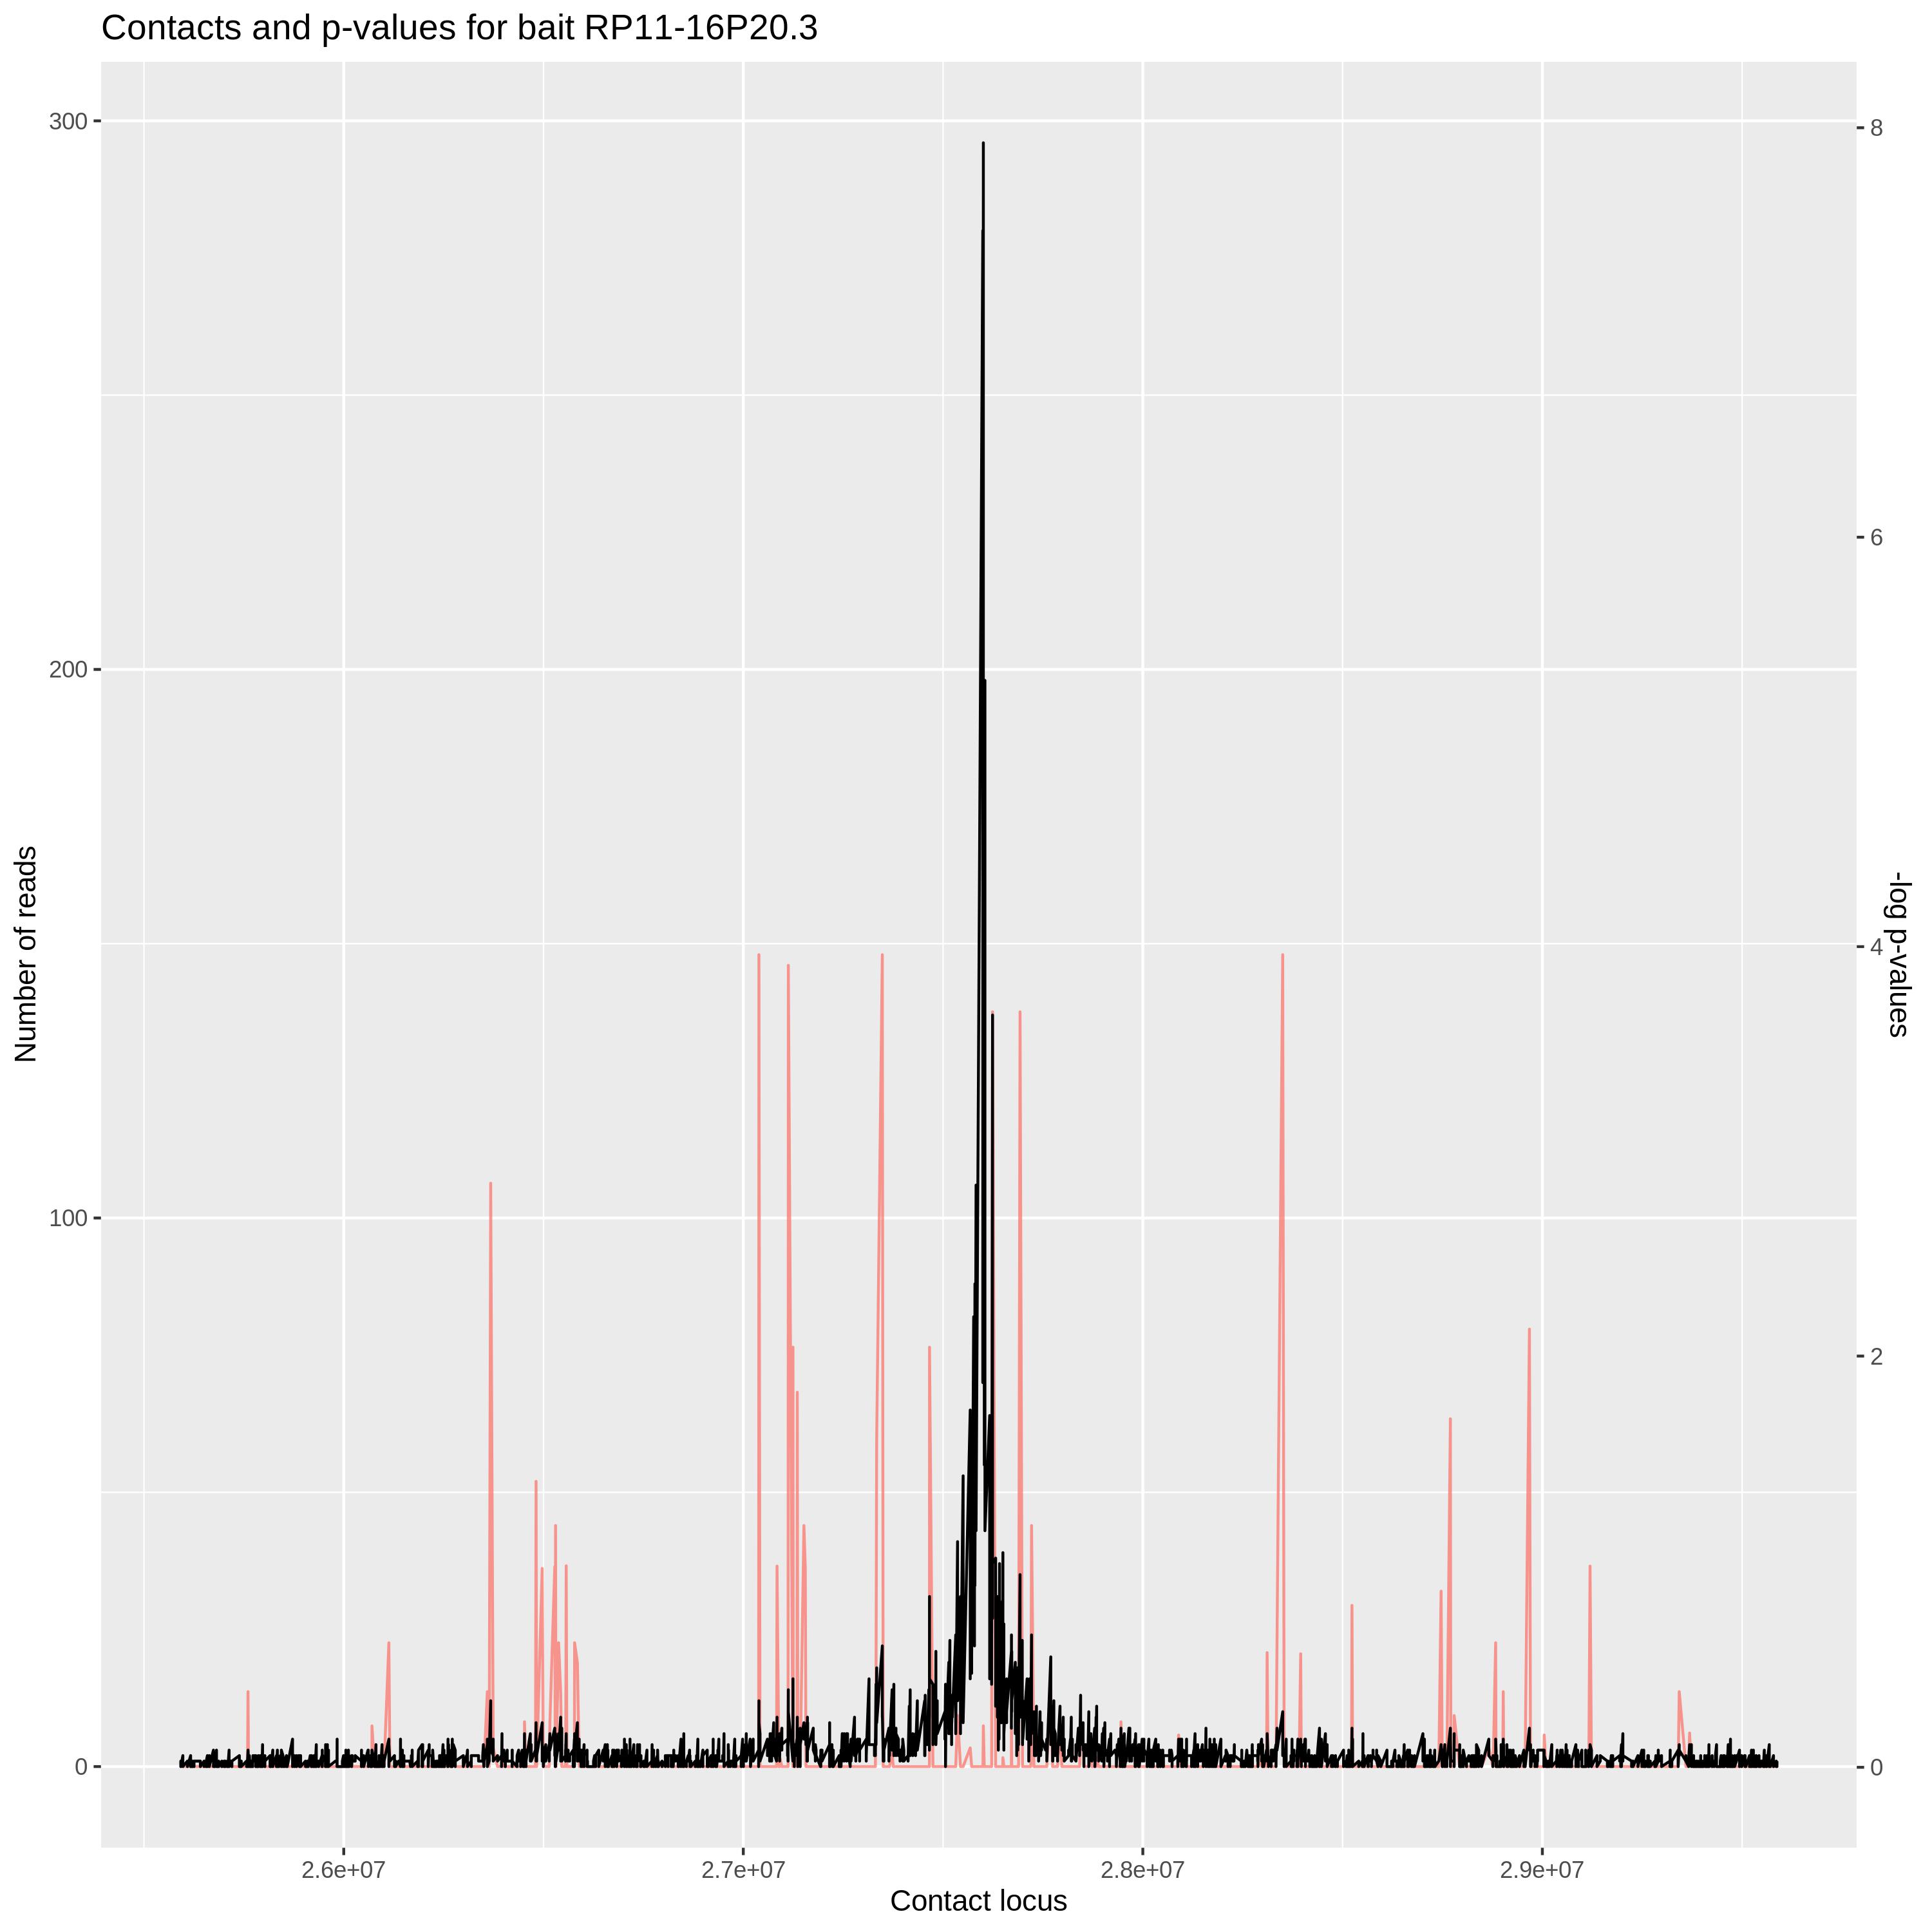 Contacts and p-values for bait RP11-16P20.3
300
200
100
0
Number of reads
8
6
4
2
0
-log p-values
2.6e+07
2.7e+07
2.8e+07
2.9e+07
Contact locus